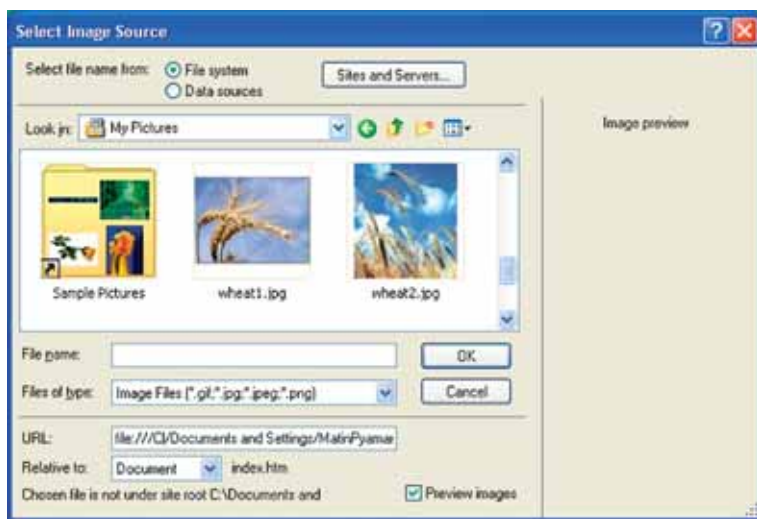 Select Image Source
Select file name from: File system Sites and Servers...
Data sources
Look in: My Pictures
Image preview
Sample Pictures wheat1.jpg wheat2.jpg
File name: OK
Files of type: Image Files (*.gif;*.jpg;*.jpeg;*.png) Cancel
URL: file:///C|/Documents and Settings/MatinPyamar
Relative to: Document index.htm
Chosen file is not under site root C:\Documents and Preview images